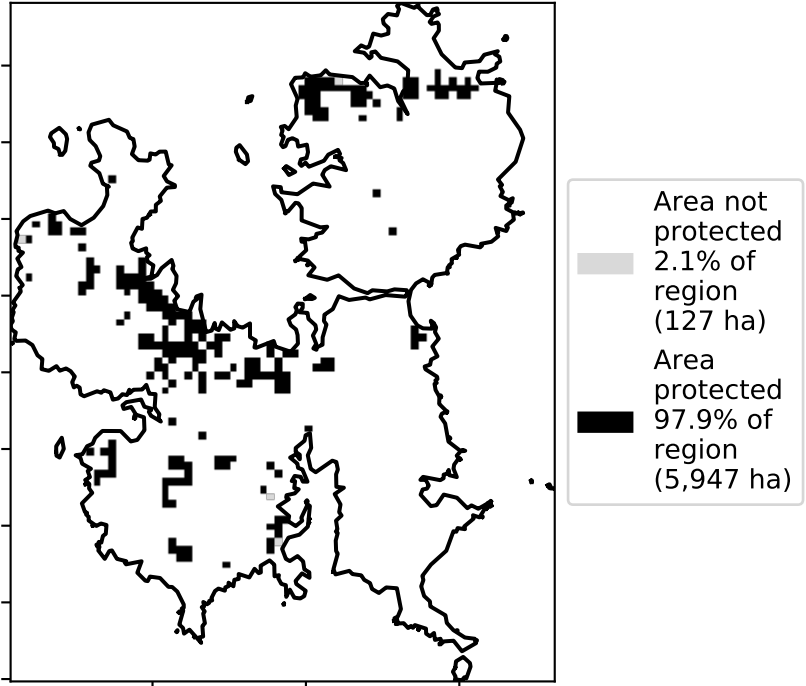 Area not
protected
2.1% of
region
(127 ha)
Area
protected
97.9% of
region
(5,947 ha)